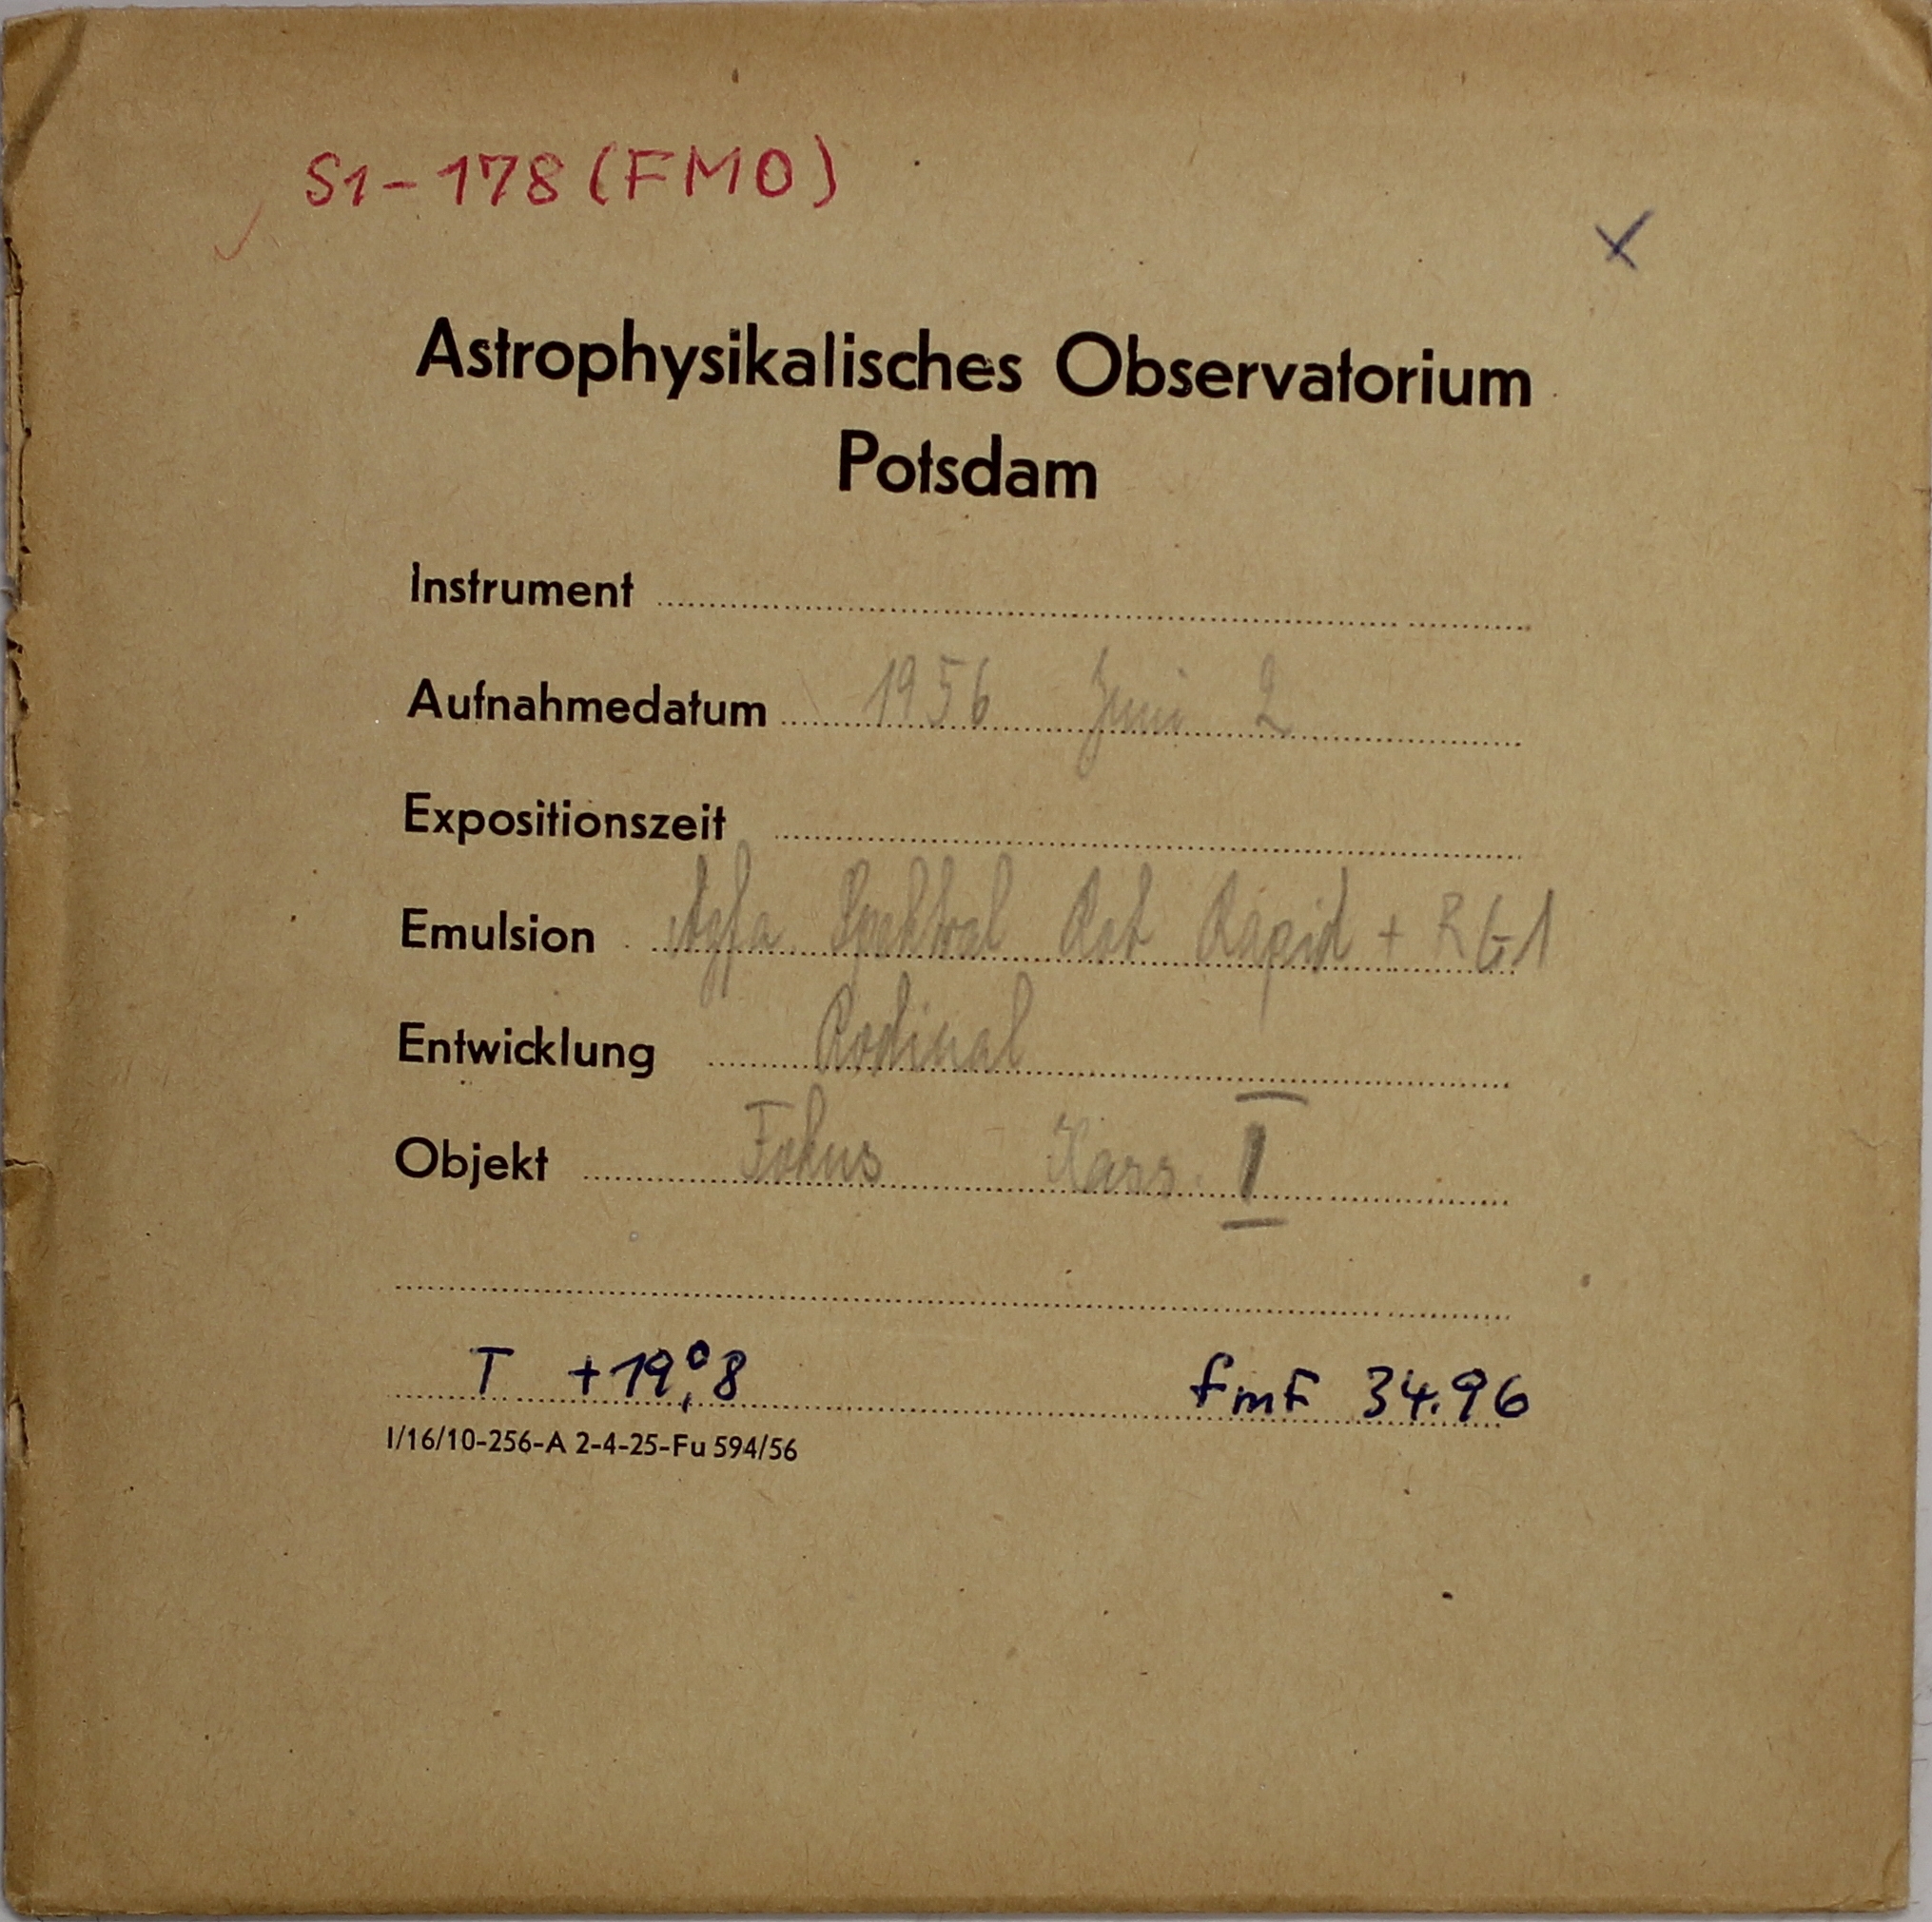 S1-178 (FMO)
✓
x
Astrophysikalisches Observatorium
Potsdam
Instrument
Aufnahmedatum 1956 Juni 2
Expositionszeit
Emulsion Agfa Spektral Rot Rapid + RG1
Entwicklung Rodinal
Objekt Fokus Kass. I
T +19,°8 fmF 34.96
I/16/10-256-A 2-4-25-Fu 594/56